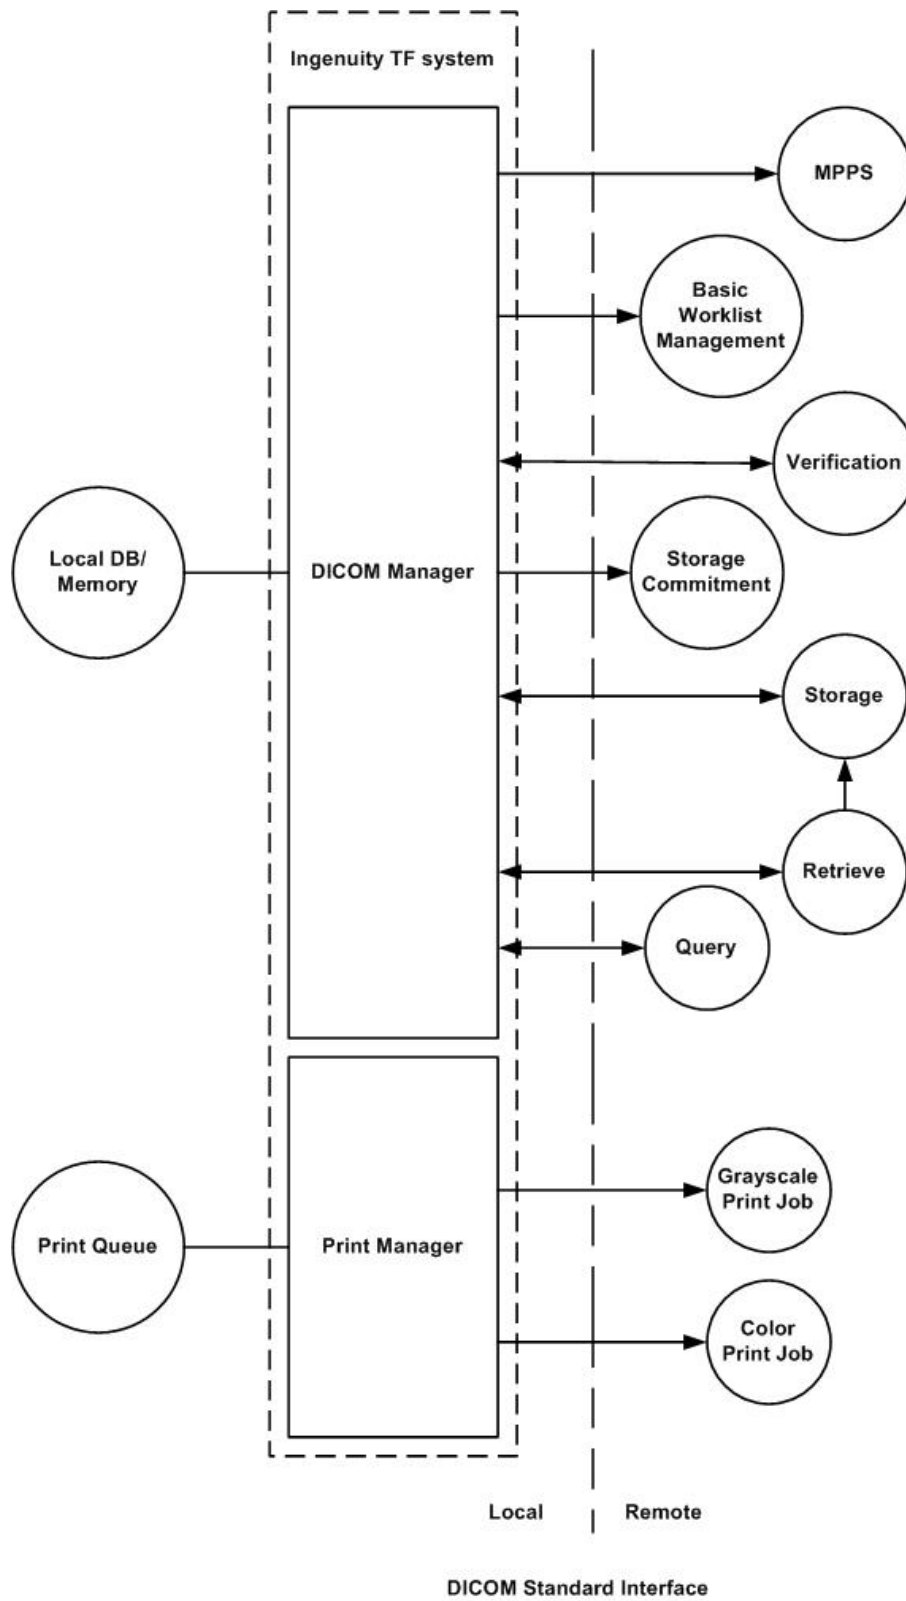 Ingenuity TF system
MPPS
Basic
Worklist
Management
Verification
Local DB/
Memory
DICOM Manager
Storage
Commitment
Storage
Retrieve
Query
Grayscale
Print Job
Print Queue
Print Manager
Color
Print Job
Local
Remote
DICOM Standard Interface